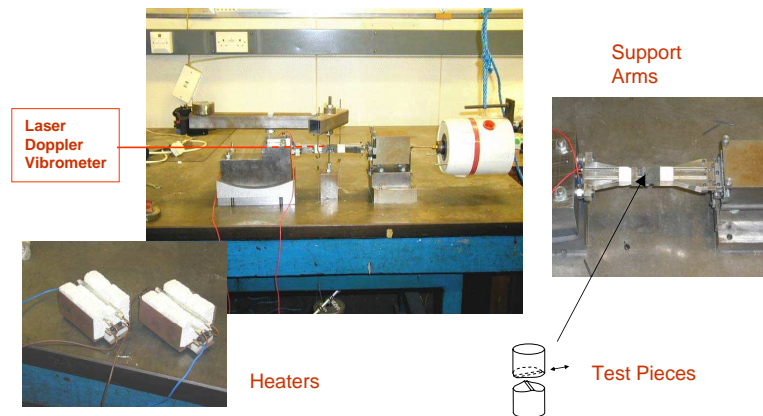 Support
Arms
Laser
Doppler
Vibrometer
Heaters
Test Pieces